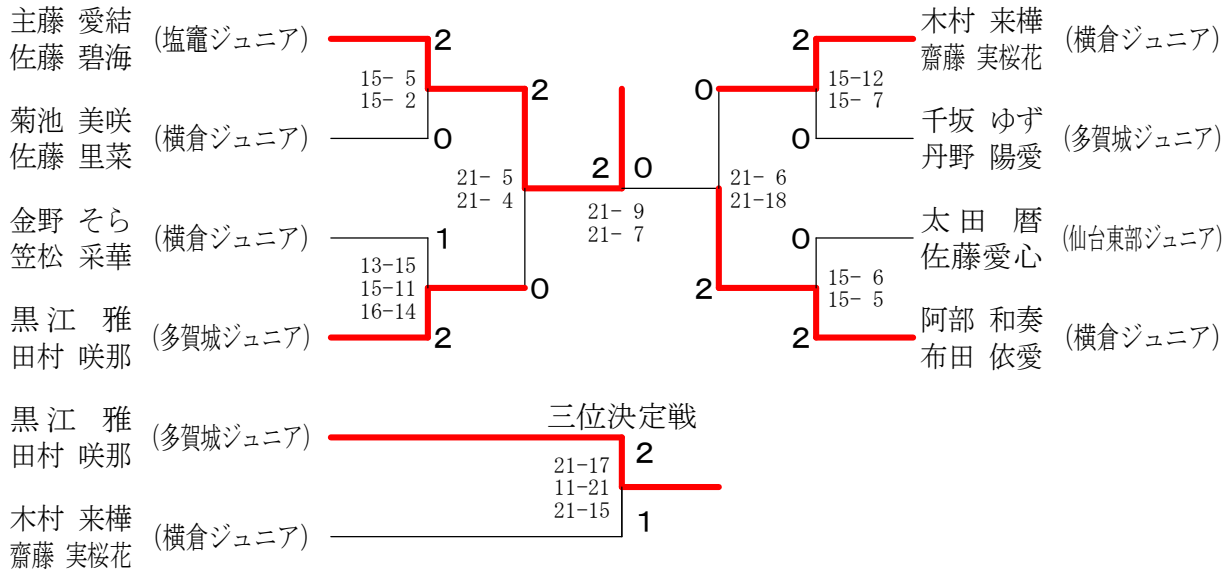 主藤 愛結
佐藤 碧海
(塩竈ジュニア)
2
15- 5
15- 2
菊池 美咲
佐藤 里菜
(横倉ジュニア)
0
2
金野 そら
笠松 采華
(横倉ジュニア)
1
13-15
15-11
16-14
黒江 雅
田村 咲那
(多賀城ジュニア)
2
0
21- 5
21- 4
2 0
21- 9
21- 7
木村 来樺
齋藤 実桜花
(横倉ジュニア)
2
15-12
15- 7
千坂 ゆず
丹野 陽愛
(多賀城ジュニア)
0
0
21- 6
21-18
太田 暦
佐藤愛心
(仙台東部ジュニア)
0
15- 6
15- 5
阿部 和奏
布田 依愛
(横倉ジュニア)
2
2
三位決定戦
黒江 雅
田村 咲那
(多賀城ジュニア)
2
21-17
11-21
21-15
木村 来樺
齋藤 実桜花
(横倉ジュニア)
1